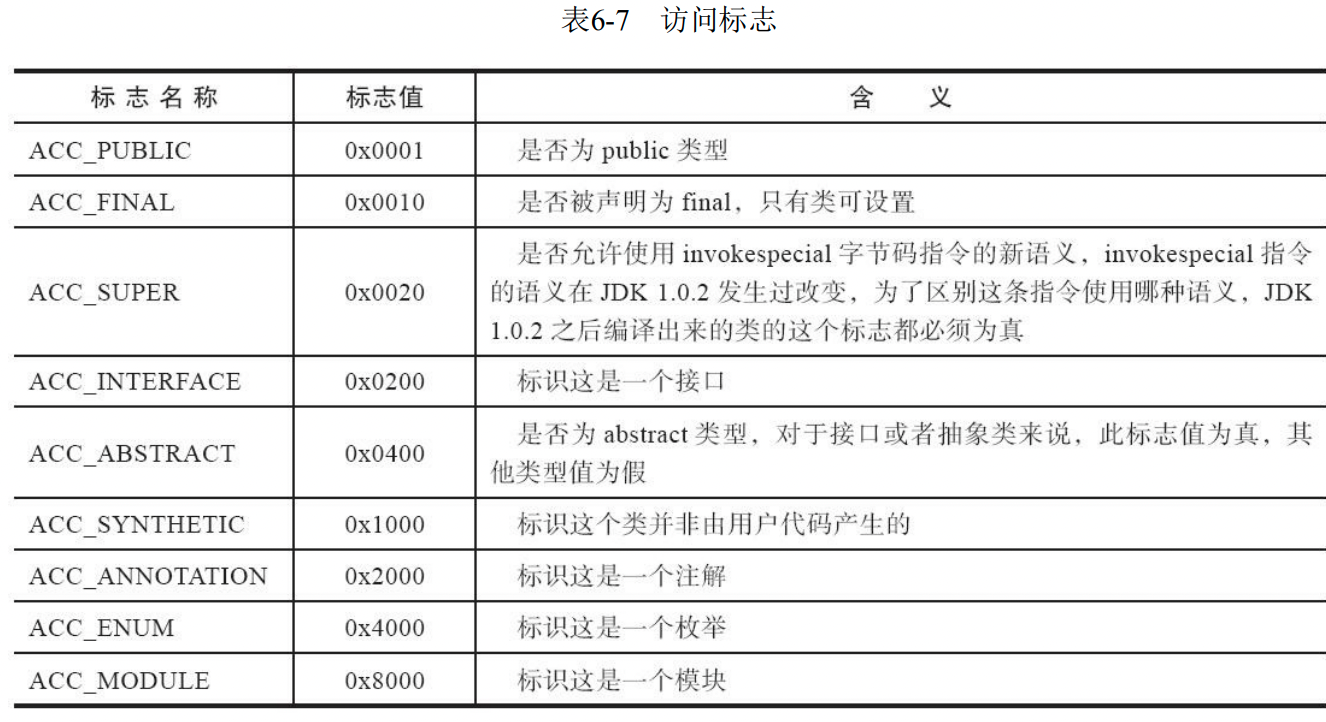 表6-7 访问标志
标志名称 标志值 含 义
ACC_PUBLIC 0x0001 是否为 public 类型
ACC_FINAL 0x0010 是否被声明为 final，只有类可设置
是否允许使用 invokespecial 字节码指令的新语义，invokespecial 指令
ACC_SUPER 0x0020 的语义在 JDK 1.0.2 发生过改变，为了区别这条指令使用哪种语义，JDK
1.0.2 之后编译出来的类的这个标志都必须为真
ACC_INTERFACE 0x0200 标识这是一个接口
ACC_ABSTRACT 0x0400 是否为 abstract 类型，对于接口或者抽象类来说，此标志值为真，其
他类型值为假
ACC_SYNTHETIC 0x1000 标识这个类并非由用户代码产生的
ACC_ANNOTATION 0x2000 标识这是一个注解
ACC_ENUM 0x4000 标识这是一个枚举
ACC_MODULE 0x8000 标识这是一个模块